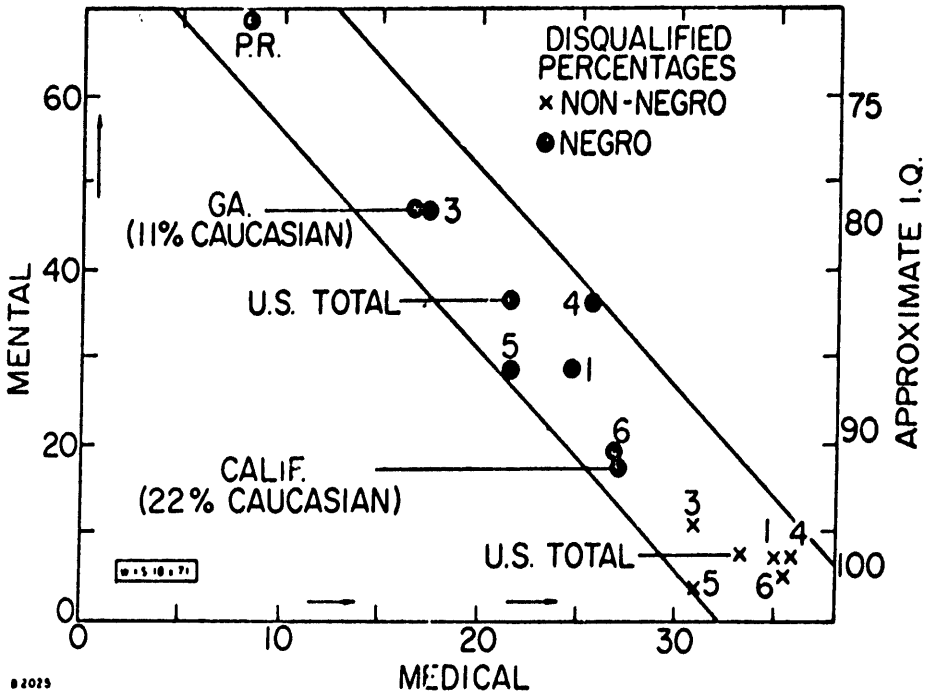 DISQUALIFIED
PERCENTAGES
× NON-NEGRO
NEGRO
P.R.
GA.
(11% CAUCASIAN)
3
U.S. TOTAL
4
5
1
6
CALIF.
(22% CAUCASIAN)
3
U.S. TOTAL
1
4
5
6
MENTAL
60
40
20
0
APPROXIMATE I.Q.
75
80
90
100
0
10
20
30
MEDICAL